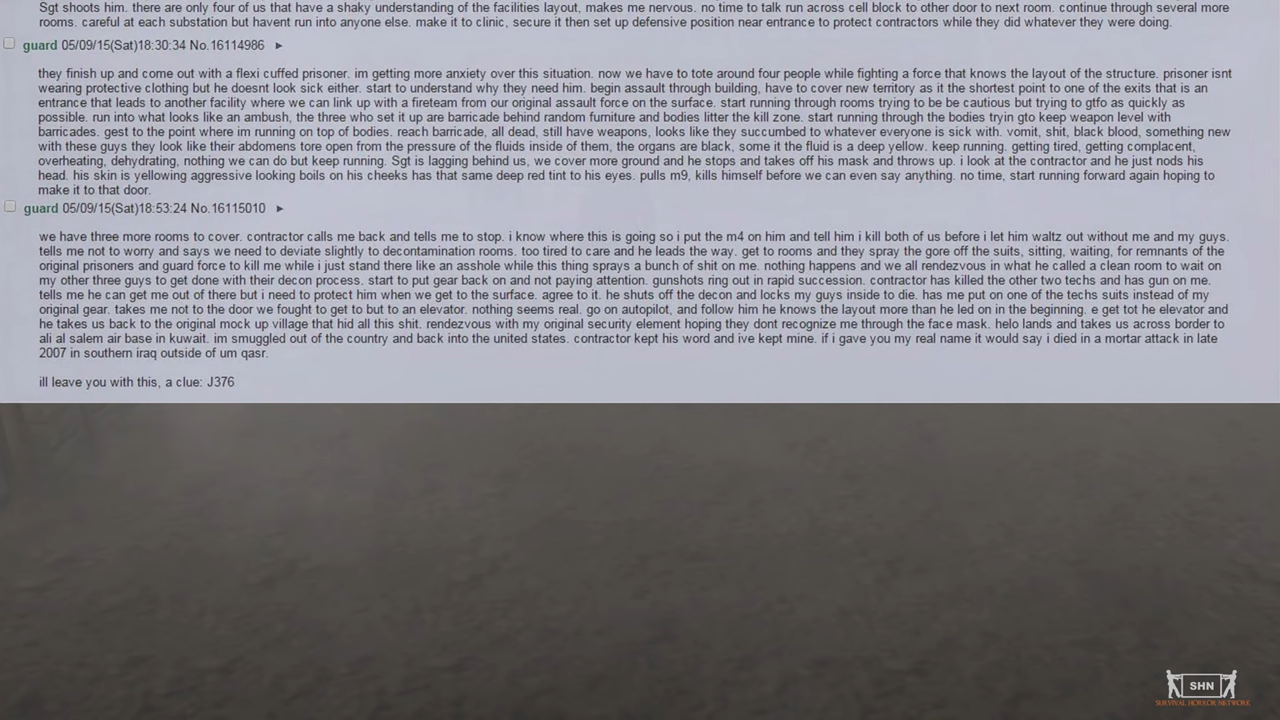 Sgt shoots him. there are only four of us that have a shaky understanding of the facilities layout, makes me nervous. no time to talk run across cell block to other door to next room. continue through several more
rooms. careful at each substation but havent run into anyone else. make it to clinic, secure it then set up defensive position near entrance to protect contractors while they did whatever they were doing.
guard 05/09/15(Sat)18:30:34 No.16114986 ▶
they finish up and come out with a flexi cuffed prisoner. im getting more anxiety over this situation. now we have to tote around four people while fighting a force that knows the layout of the structure. prisoner isnt
wearing protective clothing but he doesnt look sick either. start to understand why they need him. begin assault through building, have to cover new territory as it the shortest point to one of the exits that is an
entrance that leads to another facility where we can link up with a fireteam from our original assault force on the surface. start running through rooms trying to be be cautious but trying to gtfo as quickly as
possible. run into what looks like an ambush, the three who set it up are barricade behind random furniture and bodies litter the kill zone. start running through the bodies tryin gto keep weapon level with
barricades. gest to the point where im running on top of bodies. reach barricade, all dead, still have weapons, looks like they succumbed to whatever everyone is sick with. vomit, shit, black blood, something new
with these guys they look like their abdomens tore open from the pressure of the fluids inside of them, the organs are black, some it the fluid is a deep yellow. keep running. getting tired, getting complacent,
overheating, dehydrating, nothing we can do but keep running. Sgt is lagging behind us, we cover more ground and he stops and takes off his mask and throws up. i look at the contractor and he just nods his
head. his skin is yellowing aggressive looking boils on his cheeks has that same deep red tint to his eyes. pulls m9, kills himself before we can even say anything. no time, start running forward again hoping to
make it to that door.
guard 05/09/15(Sat)18:53:24 No.16115010 ▶
we have three more rooms to cover. contractor calls me back and tells me to stop. i know where this is going so i put the m4 on him and tell him i kill both of us before i let him waltz out without me and my guys.
tells me not to worry and says we need to deviate slightly to decontamination rooms. too tired to care and he leads the way. get to rooms and they spray the gore off the suits, sitting, waiting, for remnants of the
original prisoners and guard force to kill me while i just stand there like an asshole while this thing sprays a bunch of shit on me. nothing happens and we all rendezvous in what he called a clean room to wait on
my other three guys to get done with their decon process. start to put gear back on and not paying attention. gunshots ring out in rapid succession. contractor has killed the other two techs and has gun on me.
tells me he can get me out of there but i need to protect him when we get to the surface. agree to it. he shuts off the decon and locks my guys inside to die. has me put on one of the techs suits instead of my
original gear. takes me not to the door we fought to get to but to an elevator. nothing seems real. go on autopilot, and follow him he knows the layout more than he led on in the beginning. e get tot he elevator and
he takes us back to the original mock up village that hid all this shit. rendezvous with my original security element hoping they dont recognize me through the face mask. helo lands and takes us across border to
ali al salem air base in kuwait. im smuggled out of the country and back into the united states. contractor kept his word and ive kept mine. if i gave you my real name it would say i died in a mortar attack in late
2007 in southern iraq outside of um qasr.
ill leave you with this, a clue: J376
SHN
SURVIVAL HORROR NETWORK